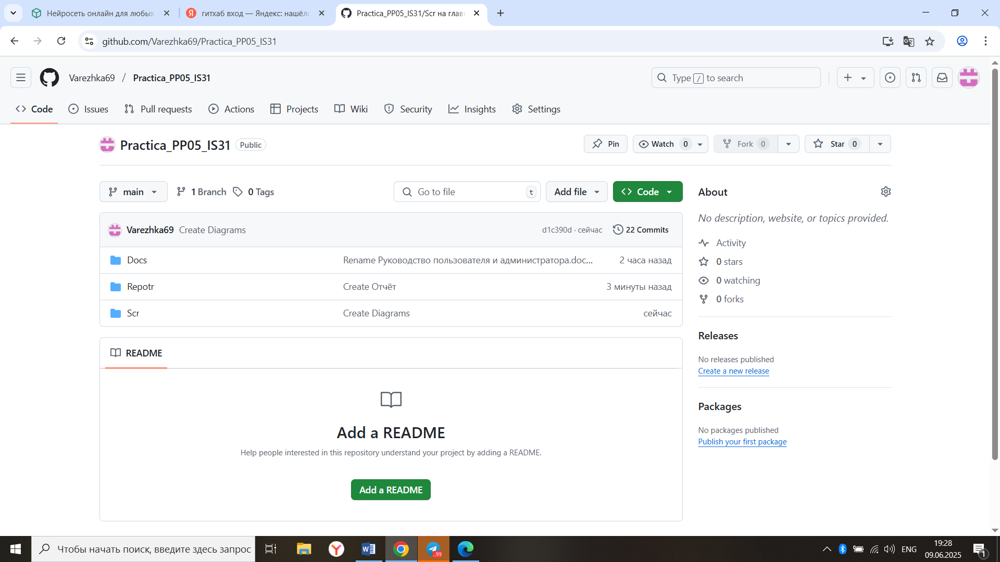 Нейросеть онлайн для любых
гитхаб вход — Яндекс: нашёлс
Practica_PP05_IS31/Scr на глав
github.com/Varezhka69/Practica_PP05_IS31
Varezhka69 / Practica_PP05_IS31
Type / to search
Code
Issues
Pull requests
Actions
Projects
Wiki
Security
Insights
Settings
Practica_PP05_IS31 Public
Pin
Watch 0
Fork 0
Star 0
main
1 Branch
0 Tags
Go to file t
Add file
Code
Varezhka69 Create Diagrams d1c390d · сейчас 22 Commits
Docs Rename Руководство пользователя и администратора.doc... 2 часа назад
Repotr Create Отчёт 3 минуты назад
Scr Create Diagrams сейчас
README
Add a README
Help people interested in this repository understand your project by adding a README.
Add a README
About
No description, website, or topics provided.
Activity
0 stars
0 watching
0 forks
Releases
No releases published
Create a new release
Packages
No packages published
Publish your first package
Чтобы начать поиск, введите здесь запрос
..99
ENG
19:28
09.06.2025
1